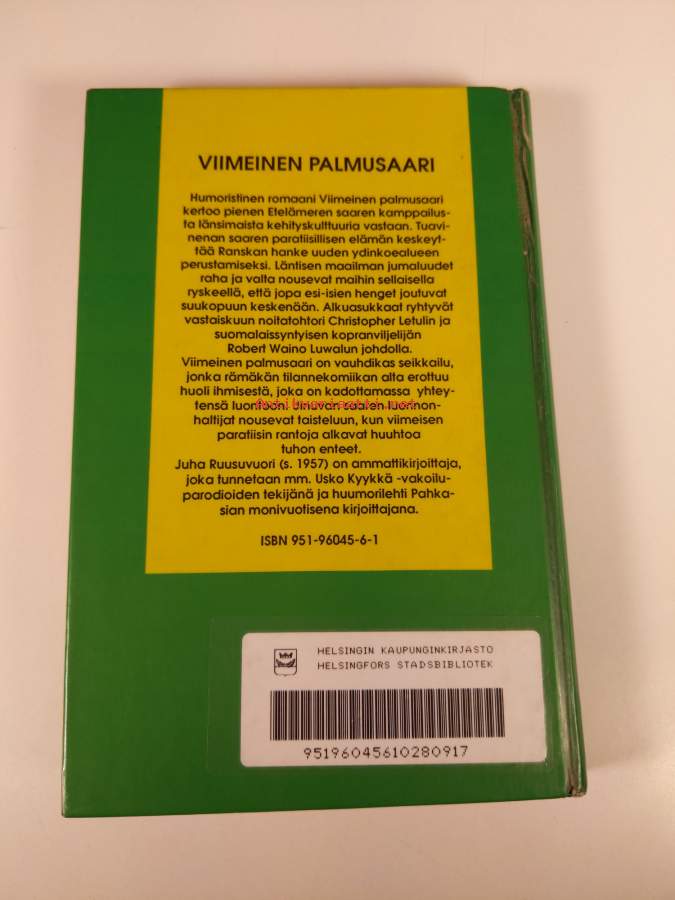 VIIMEINEN PALMUSAARI
Humoristinen romaani Viimeinen palmusaari
kertoo pienen Etelämeren saaren kamppailus-
ta länsimaista kehityskulttuuria vastaan. Tuavi-
nenan saaren paratiisillisen elämän keskeyt-
tää Ranskan hanke uuden ydinkoealueen
perustamiseksi. Läntisen maailman jumaluudet
raha ja valta nousevat maihin sellaisella
ryskeellä, että jopa esi-isien henget joutuvat
suukopuun keskenään. Alkuasukkaat ryhtyvät
vastaiskuun noitatohtori Christopher Letulin ja
suomalaissyntyisen kopranviljelijän
Robert Waino Luwalun johdolla.
Viimeinen palmusaari on vauhdikas seikkailu,
jonka rämäkän tilannekomiikan alta erottuu
huoli ihmisestä, joka on kadottamassa yhtey-
tensä luontoon. Tuavinenan luonnon-
Antikvariaatti.net
haltijat nousevat taisteluun, kun viimeisen
paratiisin rantoja alkavat huuhtoa
tuhon enteet.
Juha Ruusuvuori (s. 1957) on ammattikirjoittaja,
joka tunnetaan mm. Usko Kyykkä -vakoilu-
parodioiden tekijänä ja huumorilehti Pahka-
sian monivuotisena kirjoittajana.
ISBN 951-96045-6-1
HELSINGIN KAUPUNGINKIRJASTO
HELSINGFORS STADSBIBLIOTEK
95196045610280917